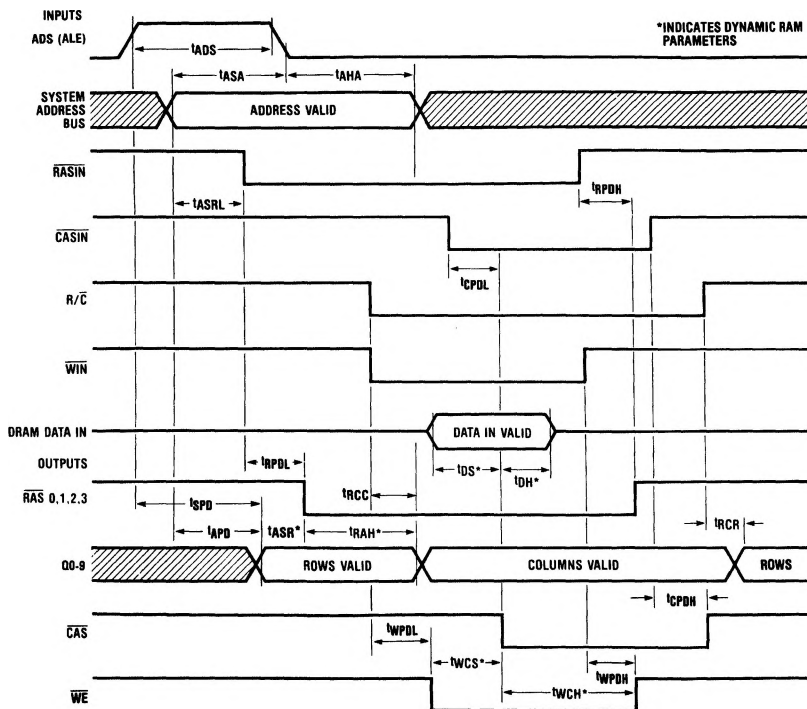 INPUTS
ADS (ALE)
*INDICATES DYNAMIC RAM
PARAMETERS
tADS
tASA
tAHA
SYSTEM
ADDRESS
BUS
ADDRESS VALID
RASIN
tRPDH
tASRL
CASIN
tCPDL
R/C
WIN
DRAM DATA IN
DATA IN VALID
OUTPUTS
tRPDL
tDS*
tDH*
RAS 0,1,2,3
tRCC
tSPD
tRCR
tAPD
tASR*
tRAH*
Q0-9
ROWS VALID
COLUMNS VALID
ROWS
tCPDH
CAS
tWPDL
tWCS*
tWPDH
tWCH*
WE